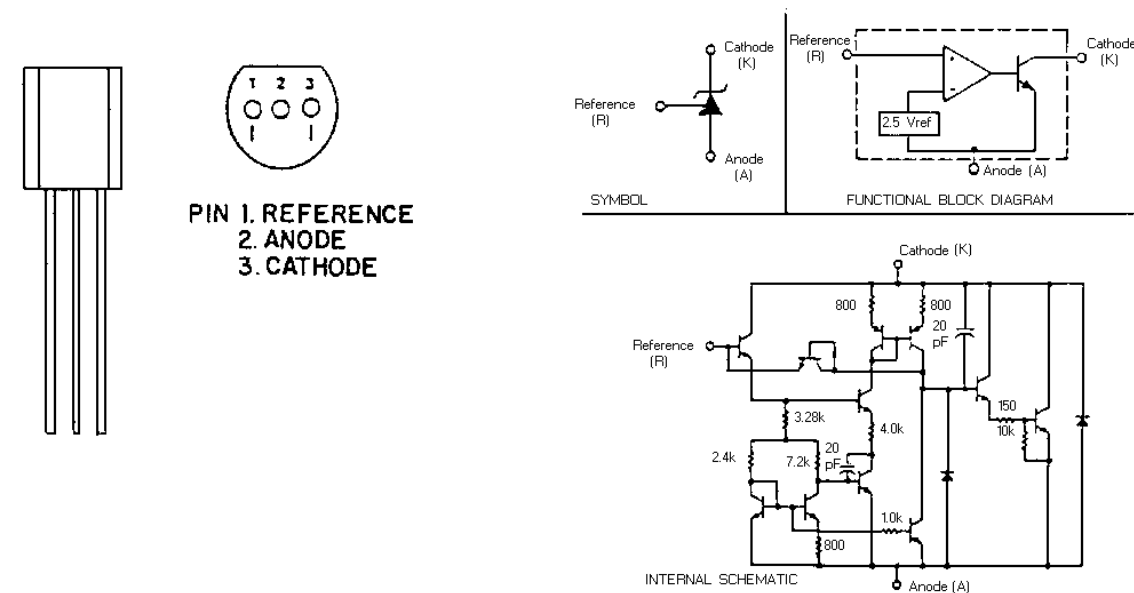 1 2 3
PIN 1. REFERENCE
2. ANODE
3. CATHODE
Cathode
(K)
Reference
(R)
Anode
(A)
SYMBOL
Reference
(R)
Cathode
(K)
+
-
2.5 Vref
Anode (A)
FUNCTIONAL BLOCK DIAGRAM
Cathode (K)
800
800
20
pF
Reference
(R)
3.28k
4.0k
150
10k
2.4k
7.2k
20
pF
1.0k
800
INTERNAL SCHEMATIC
Anode (A)